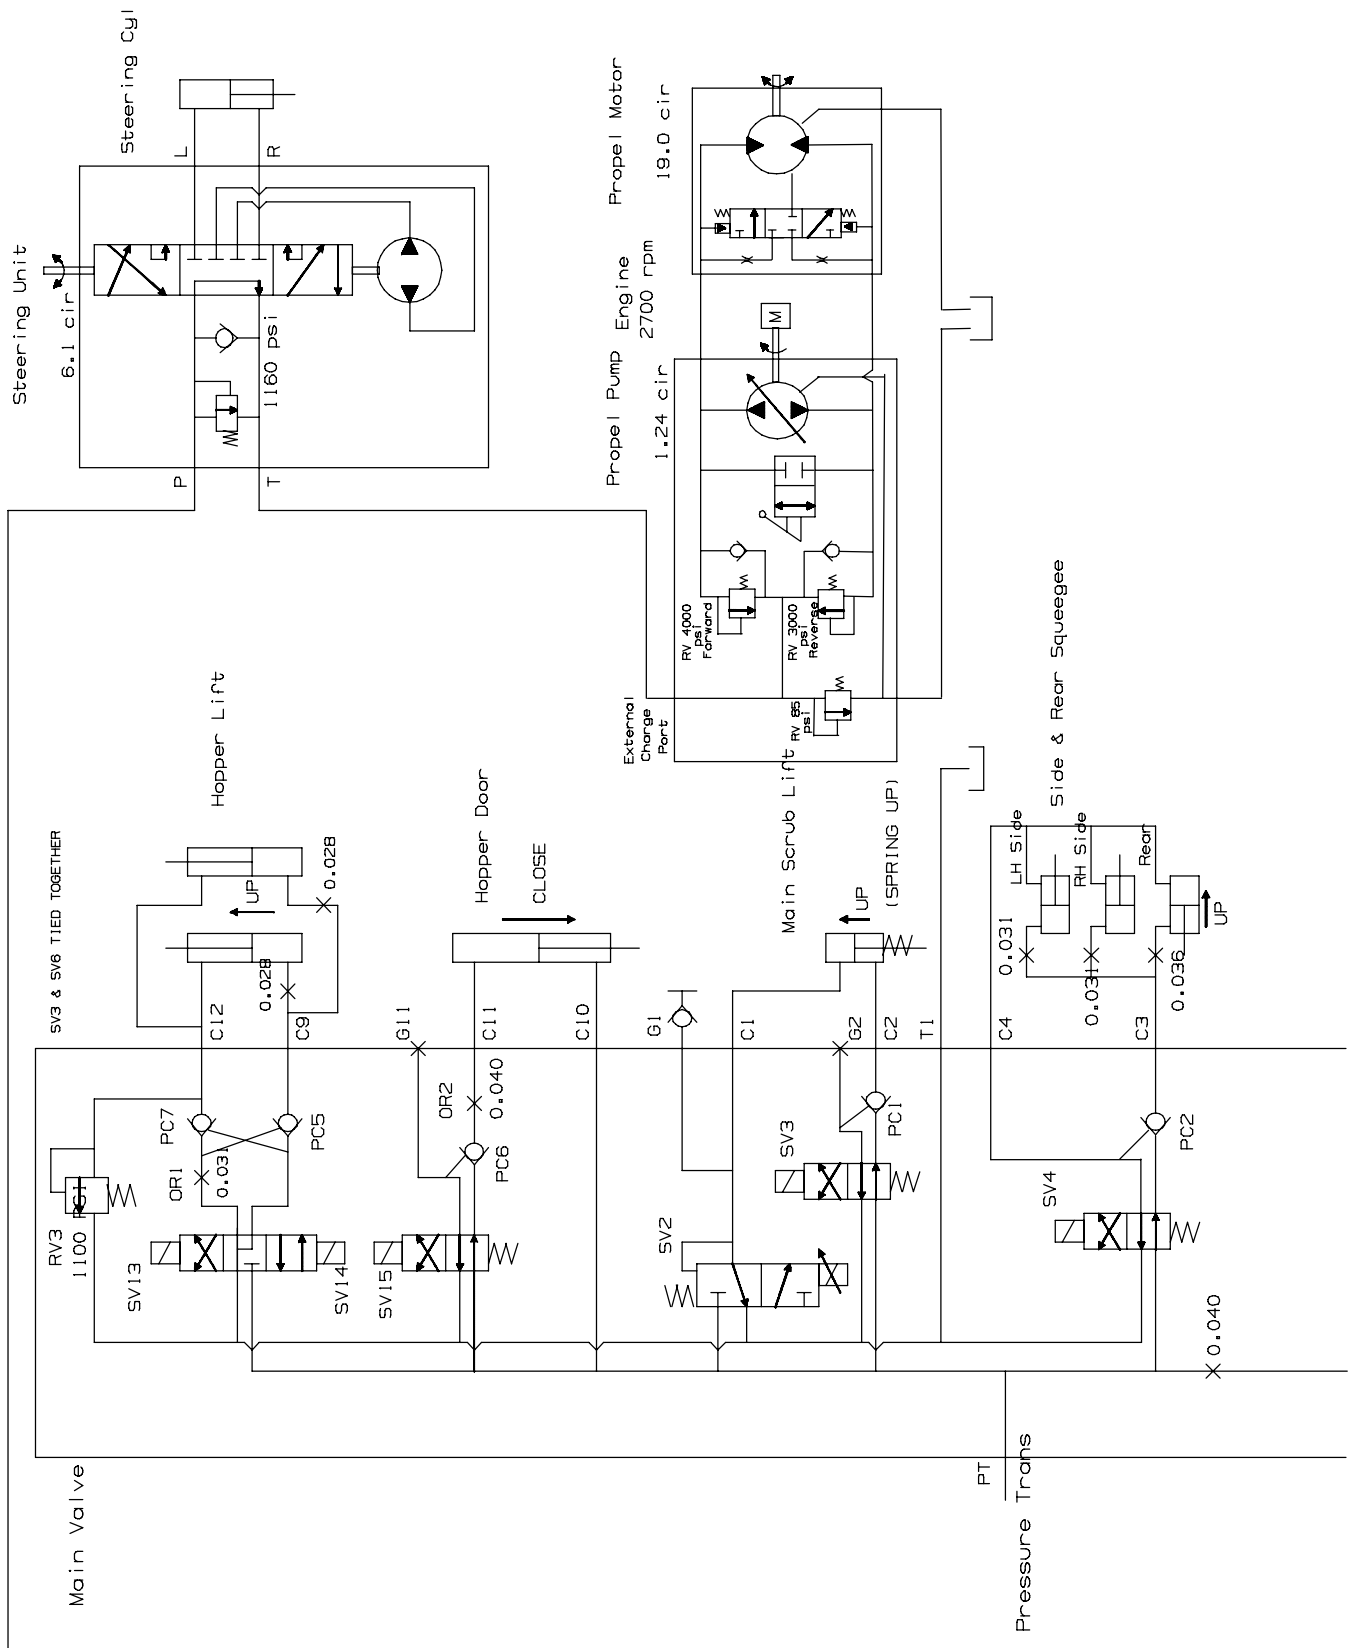 Steering Unit
6.1 cir
Steering Cyl
L
R
P
T
1160 psi
Propel Motor
19.0 cir
Engine
2700 rpm
M
Propel Pump
1.24 cir
RV 4000
psi
Forward
RV 3000
psi
Reverse
RV 85
psi
External
Charge
Port
SV3 & SV6 TIED TOGETHER
Hopper Lift
UP
0.028
0.028
C12
C9
PC7
PC5
OR1
0.031
RV3
1100 PSI
SV13
SV14
Hopper Door
CLOSE
G11
C11
C10
OR2
0.040
PC6
SV15
Main Scrub Lift
(SPRING UP)
UP
G1
C1
G2
C2
T1
SV2
SV3
PC1
Side & Rear Squeegee
LH Side
RH Side
Rear
UP
0.031
0.031
0.036
C4
C3
PC2
SV4
0.040
Main Valve
PT
Pressure Trans